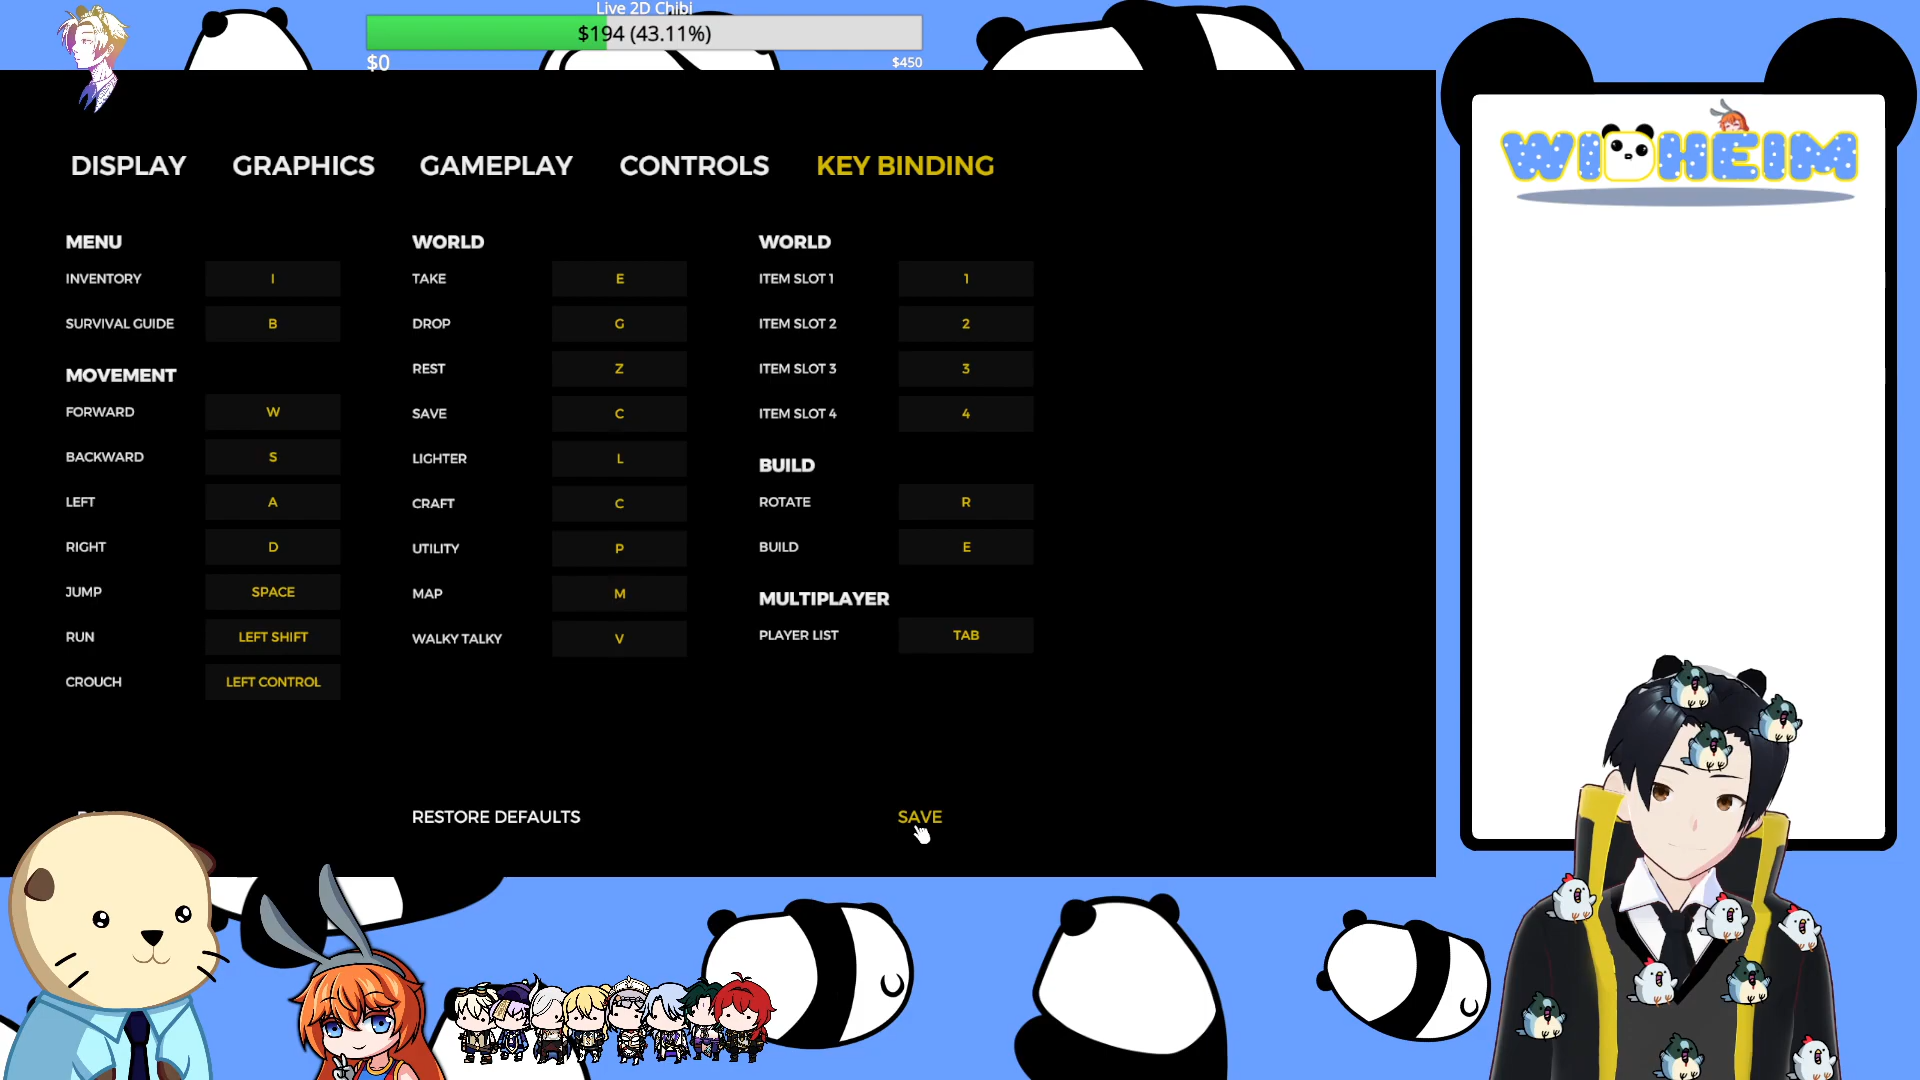 Live 2D Chibi
$194 (43.11%)
$0
$450
WIDHEIM
DISPLAY
GRAPHICS
GAMEPLAY
CONTROLS
KEY BINDING
MENU
INVENTORY I
SURVIVAL GUIDE B
MOVEMENT
FORWARD W
BACKWARD S
LEFT A
RIGHT D
JUMP SPACE
RUN LEFT SHIFT
CROUCH LEFT CONTROL
WORLD
TAKE E
DROP G
REST Z
SAVE C
LIGHTER L
CRAFT C
UTILITY P
MAP M
WALKY TALKY V
WORLD
ITEM SLOT 1 1
ITEM SLOT 2 2
ITEM SLOT 3 3
ITEM SLOT 4 4
BUILD
ROTATE R
BUILD E
MULTIPLAYER
PLAYER LIST TAB
RESTORE DEFAULTS
SAVE